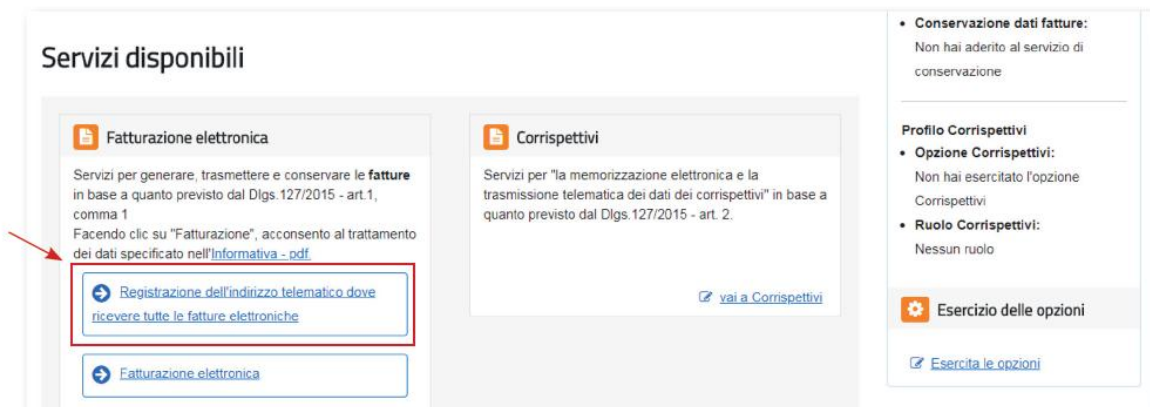 Servizi disponibili
Fatturazione elettronica
Servizi per generare, trasmettere e conservare le fatture
in base a quanto previsto dal Dlgs.127/2015 - art.1,
comma 1
Facendo clic su "Fatturazione", acconsento al trattamento
dei dati specificato nell'Informativa - pdf.
Registrazione dell'indirizzo telematico dove
ricevere tutte le fatture elettroniche
Fatturazione elettronica
Corrispettivi
Servizi per "la memorizzazione elettronica e la
trasmissione telematica dei dati dei corrispettivi" in base a
quanto previsto dal Dlgs.127/2015 - art. 2.
vai a Corrispettivi
• Conservazione dati fatture:
Non hai aderito al servizio di
conservazione
Profilo Corrispettivi
• Opzione Corrispettivi:
Non hai esercitato l'opzione
Corrispettivi
• Ruolo Corrispettivi:
Nessun ruolo
Esercizio delle opzioni
Esercita le opzioni